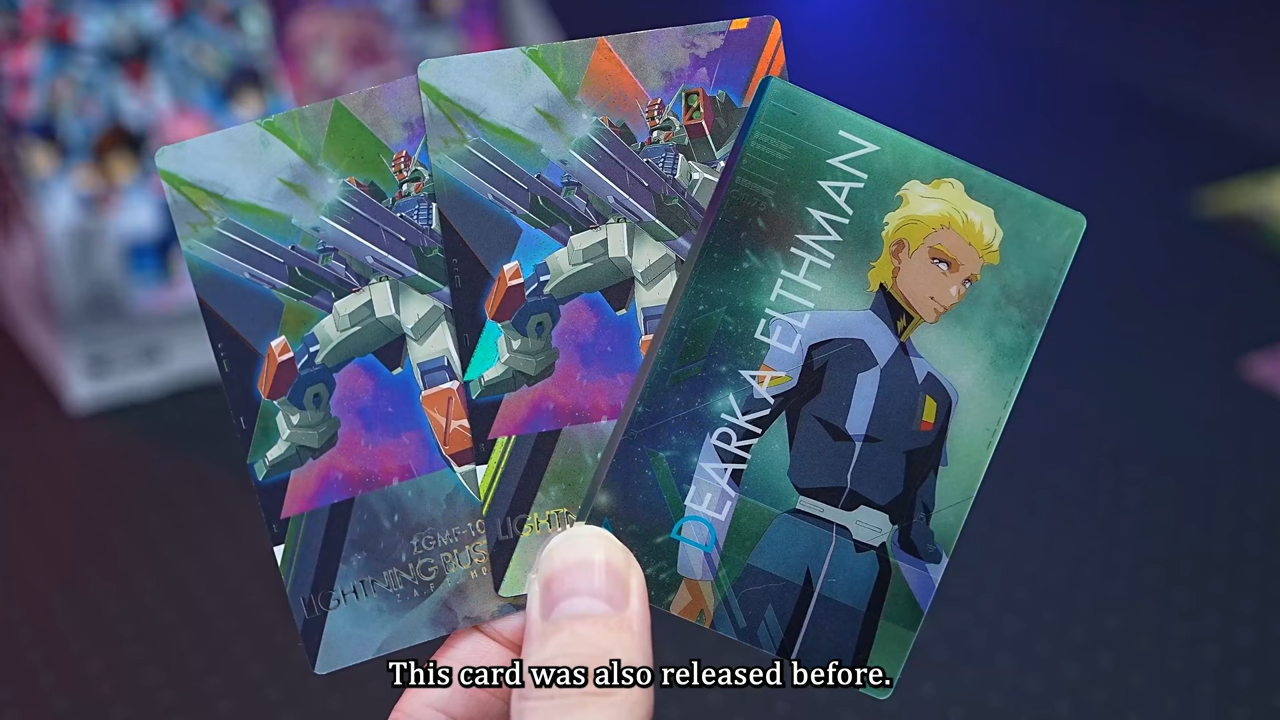 DEARKA ELTHMAN
ZGMF-10
LIGHTNING BUS
LIGHTN
This card was also released before.